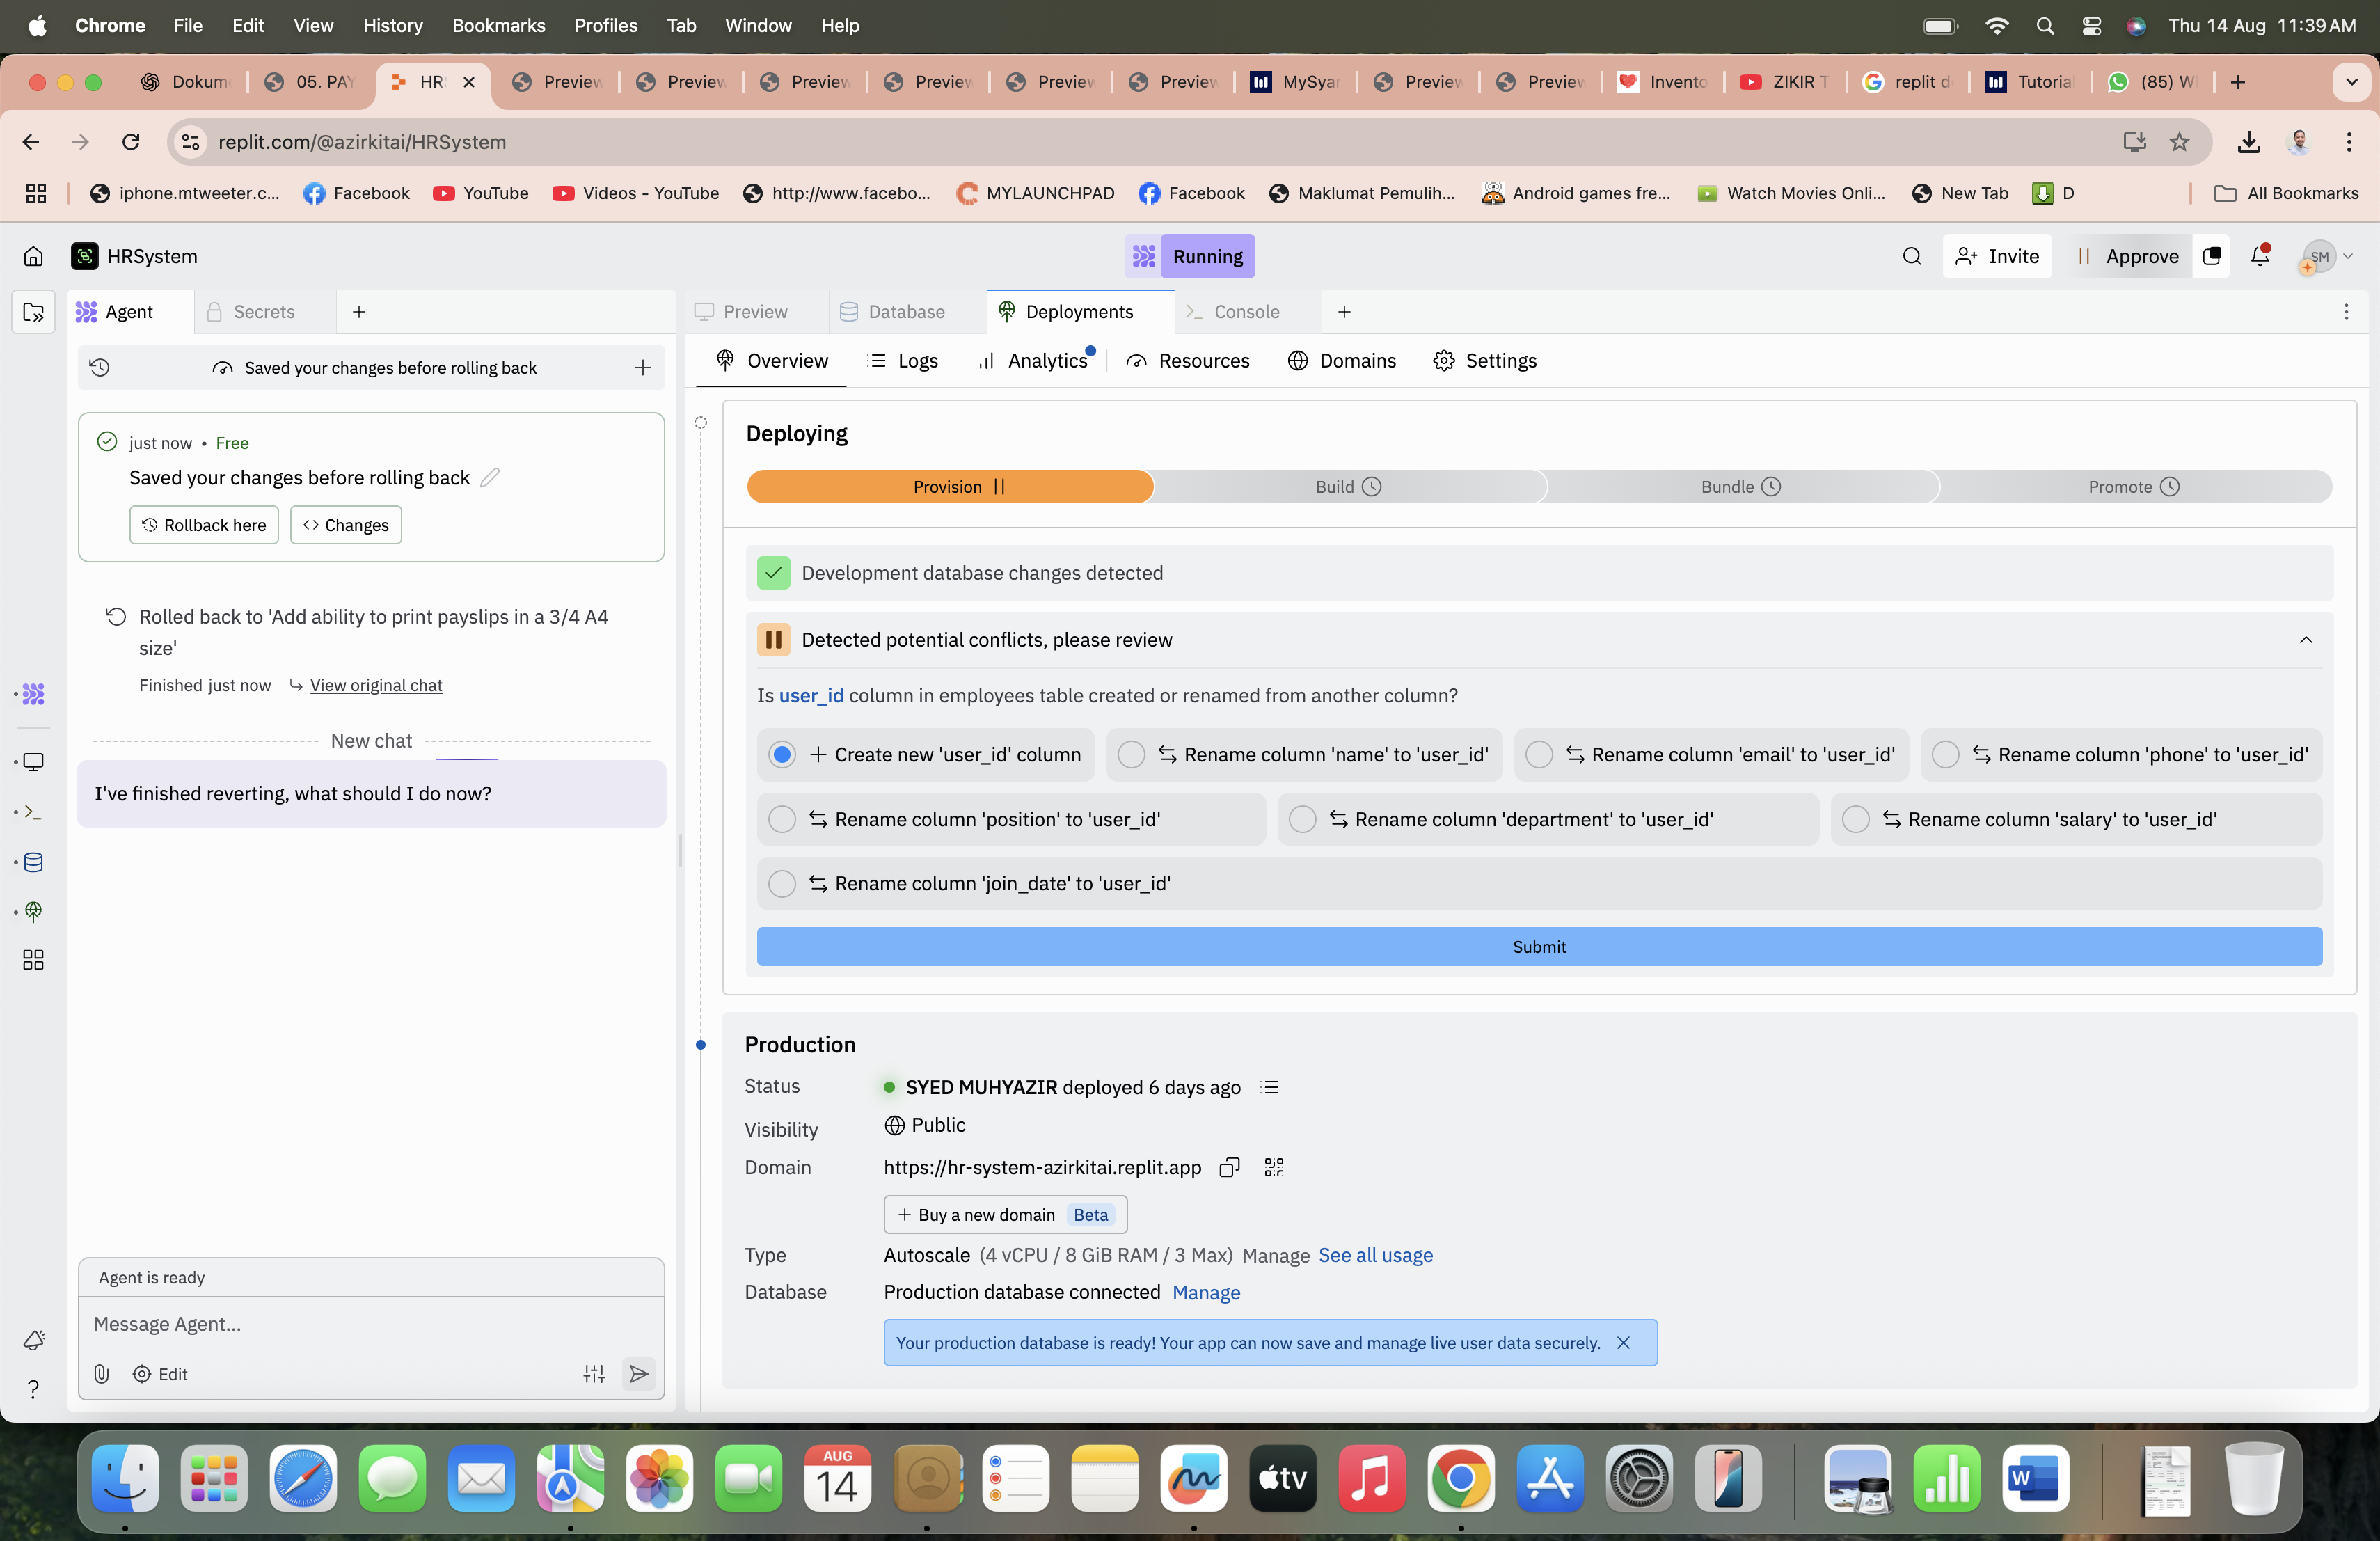 Chrome File Edit View History Bookmarks Profiles Tab Window Help Thu 14 Aug 11:39 AM
Dokum 05. PAY HR Preview Preview Preview Preview Preview Preview MySyar Preview Preview Invento ZIKIR T replit d Tutorial (85) W
replit.com/@azirkitai/HRSystem
iphone.mtweeter.c... Facebook YouTube Videos - YouTube http://www.facebo... MYLAUNCHPAD Facebook Maklumat Pemulih... Android games fre... Watch Movies Onli... New Tab D All Bookmarks
HRSystem Running Invite Approve SM
Agent Secrets Preview Database Deployments Console
Saved your changes before rolling back
Overview Logs Analytics Resources Domains Settings
just now • Free
Saved your changes before rolling back
Rollback here <> Changes
Rolled back to 'Add ability to print payslips in a 3/4 A4
size'
Finished just now View original chat
New chat
I've finished reverting, what should I do now?
Agent is ready
Message Agent...
Edit
Deploying
Provision Build Bundle Promote
Development database changes detected
Detected potential conflicts, please review
Is user_id column in employees table created or renamed from another column?
+ Create new 'user_id' column Rename column 'name' to 'user_id' Rename column 'email' to 'user_id' Rename column 'phone' to 'user_id'
Rename column 'position' to 'user_id' Rename column 'department' to 'user_id' Rename column 'salary' to 'user_id'
Rename column 'join_date' to 'user_id'
Submit
Production
Status SYED MUHYAZIR deployed 6 days ago
Visibility Public
Domain https://hr-system-azirkitai.replit.app
+ Buy a new domain Beta
Type Autoscale (4 vCPU / 8 GiB RAM / 3 Max) Manage See all usage
Database Production database connected Manage
Your production database is ready! Your app can now save and manage live user data securely.
AUG
14
tv
W